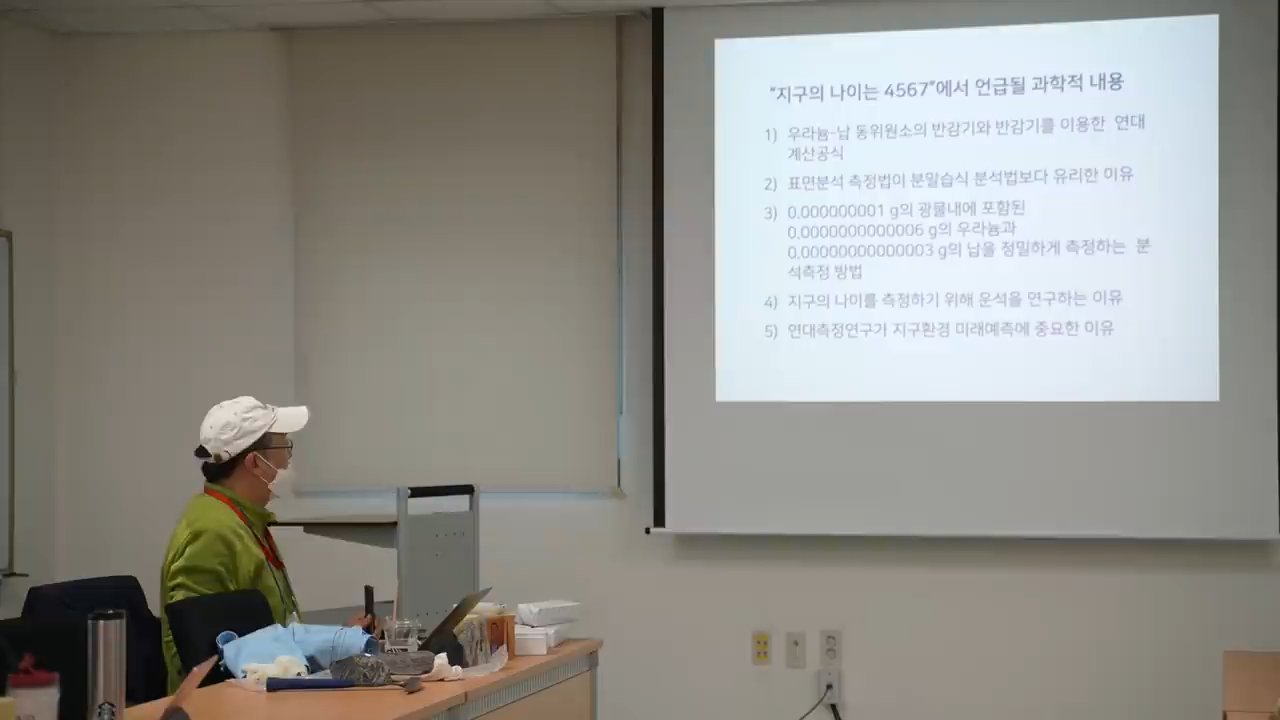 "지구의 나이는 4567"에서 언급될 과학적 내용
1) 우라늄-납 동위원소의 반감기와 반감기를 이용한 연대
계산공식
2) 표면분석 측정법이 분말습식 분석법보다 유리한 이유
3) 0.000000001 g의 광물내에 포함된
0.0000000000006 g의 우라늄과
0.00000000000003 g의 납을 정밀하게 측정하는 분
석측정 방법
4) 지구의 나이를 측정하기 위해 운석을 연구하는 이유
5) 연대측정연구가 지구환경 미래예측에 중요한 이유